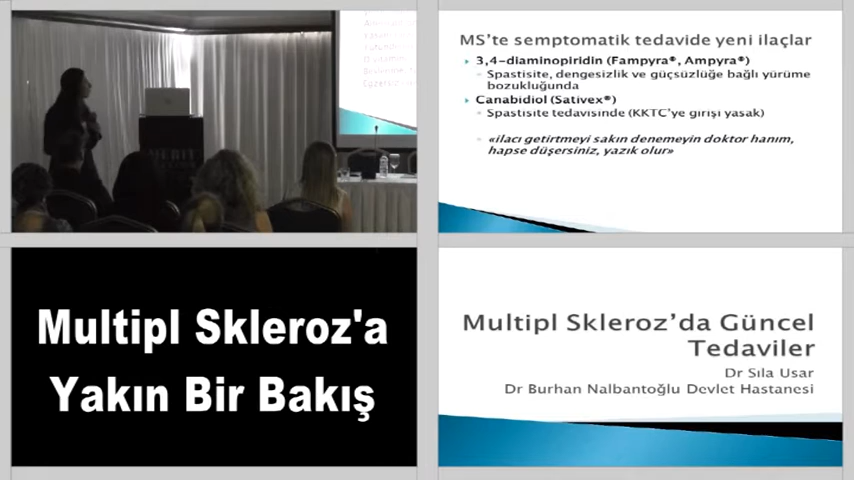 MERIT
MS’te semptomatik tedavide yeni ilaçlar
3,4-diaminopiridin (Fampyra®, Ampyra®)
Spastisite, dengesizlik ve güçsüzlüğe bağlı yürüme
bozukluğunda
Canabidiol (Sativex®)
Spastisite tedavisinde (KKTC’ye girişi yasak)
«ilacı getirtmeyi sakın denemeyin doktor hanım,
hapse düşersiniz, yazık olur»
Multipl Skleroz'a
Yakın Bir Bakış
Multipl Skleroz’da Güncel
Tedaviler
Dr Sıla Usar
Dr Burhan Nalbantoğlu Devlet Hastanesi